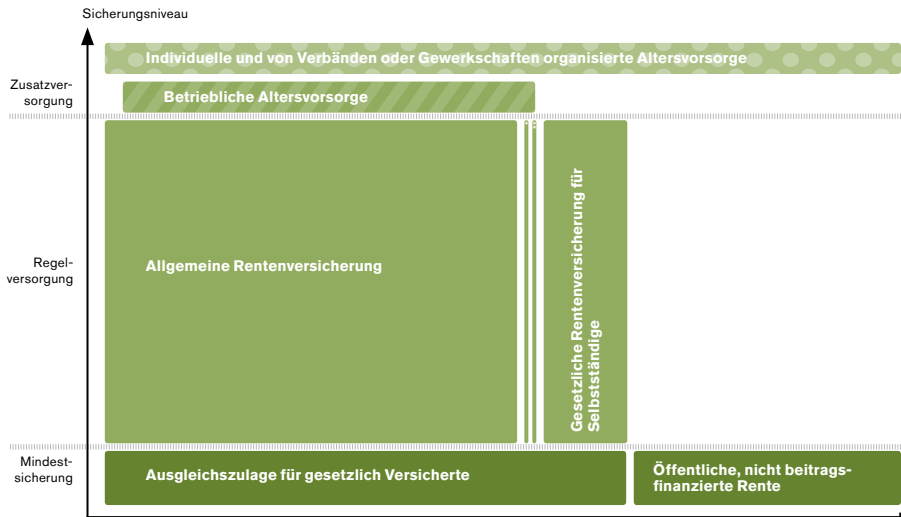 Sicherungsniveau
Individuelle und von Verbänden oder Gewerkschaften organisierte Altersvorsorge
Zusatzver-
sorgung
Betriebliche Altersvorsorge
Regel-
versorgung
Allgemeine Rentenversicherung
Gesetzliche Rentenversicherung für
Selbstständige
Mindest-
sicherung
Ausgleichszulage für gesetzlich Versicherte
Öffentliche, nicht beitrags-
finanzierte Rente